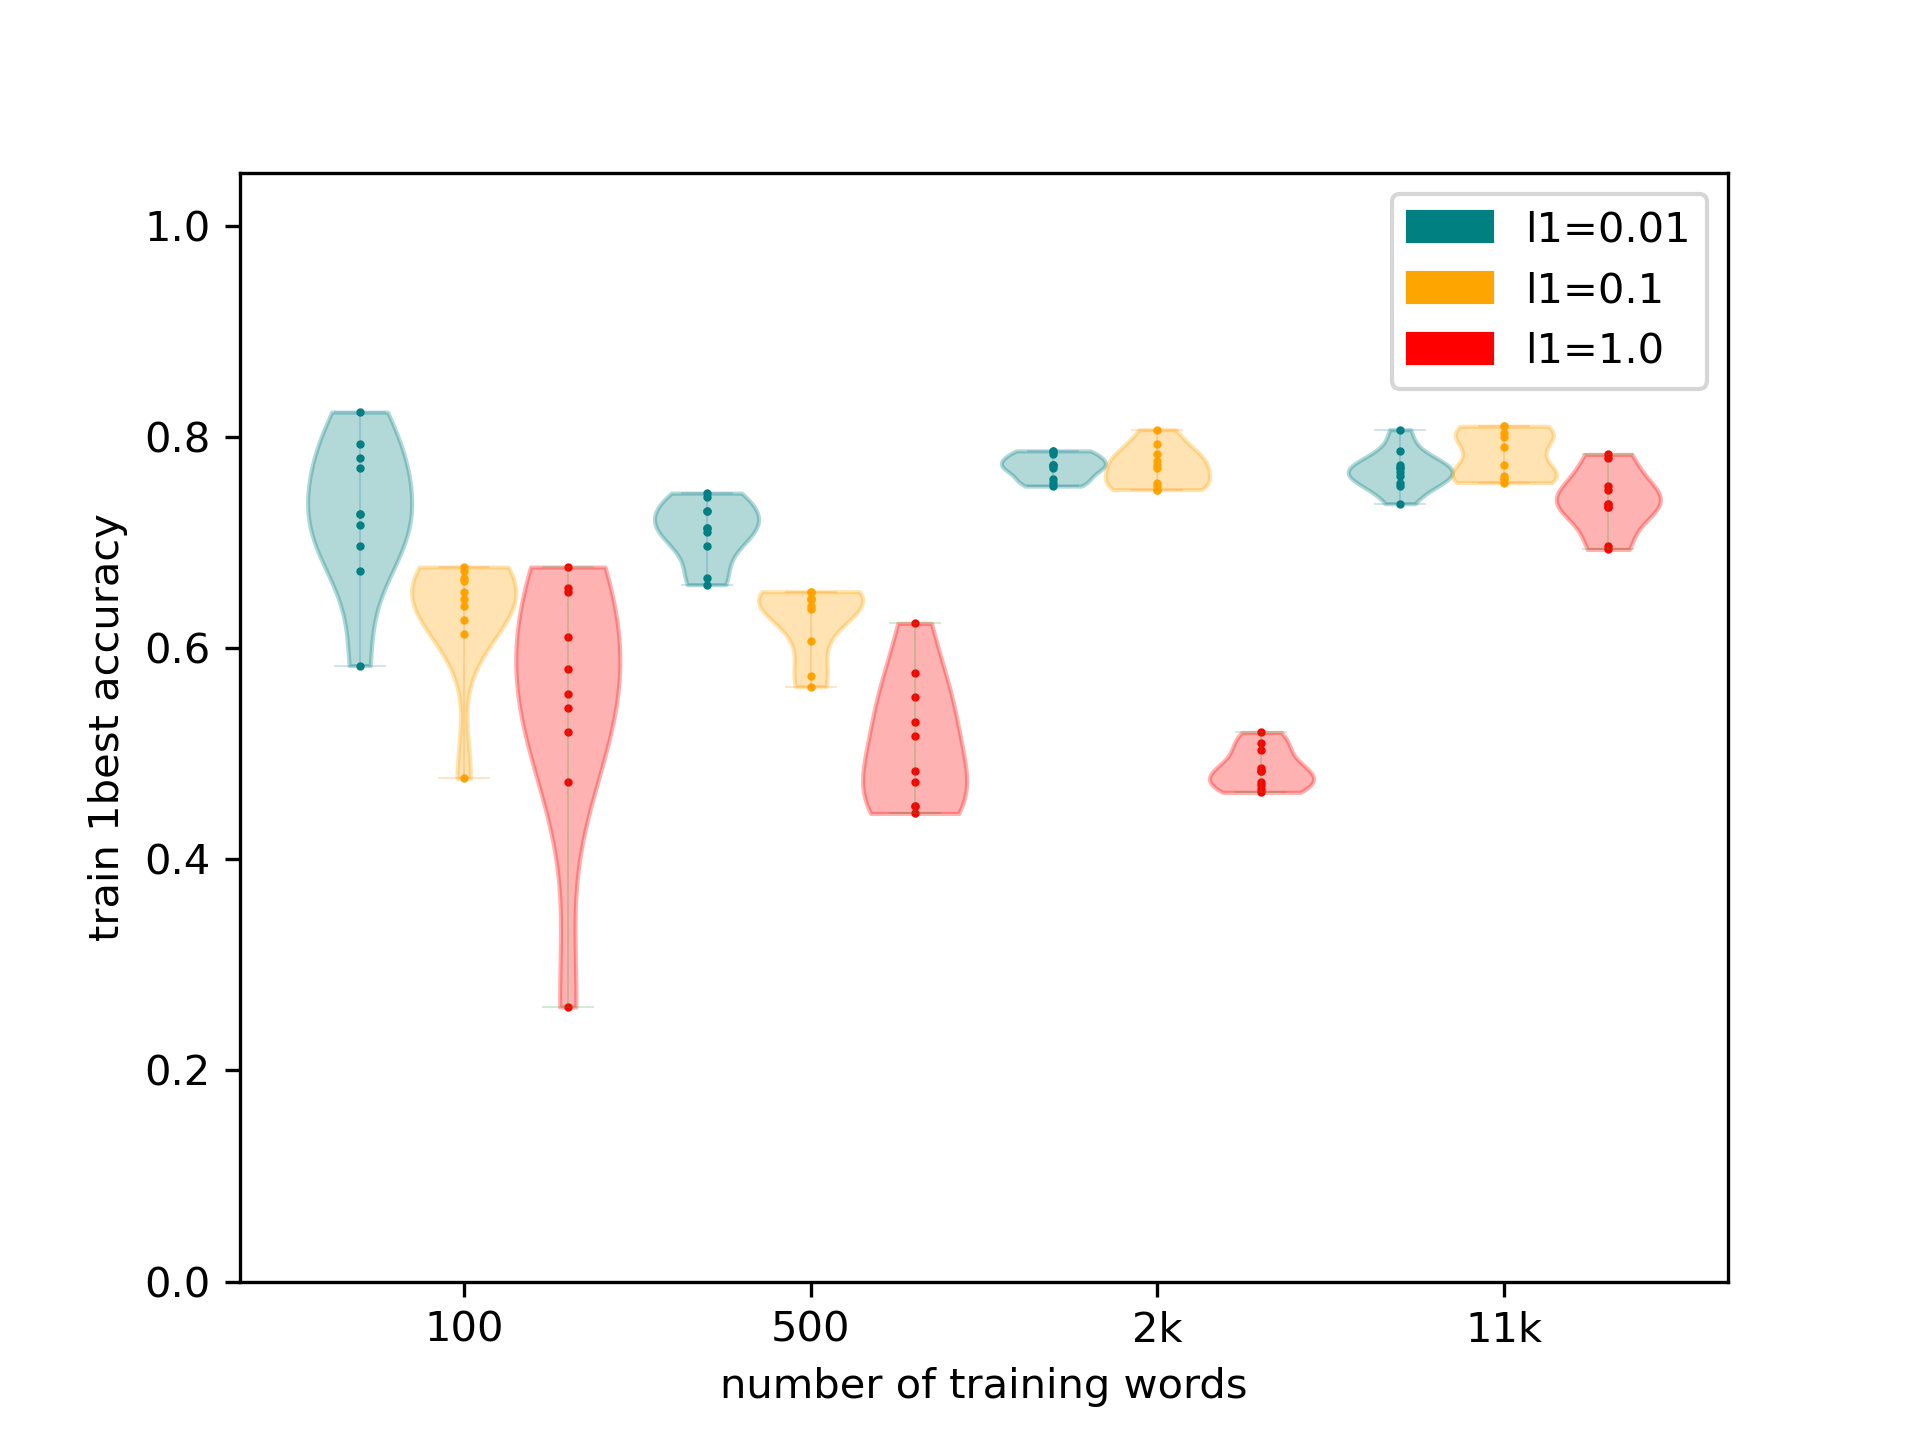 l1=0.01
l1=0.1
l1=1.0
train 1best accuracy
1.0
0.8
0.6
0.4
0.2
0.0
100 500 2k 11k
number of training words